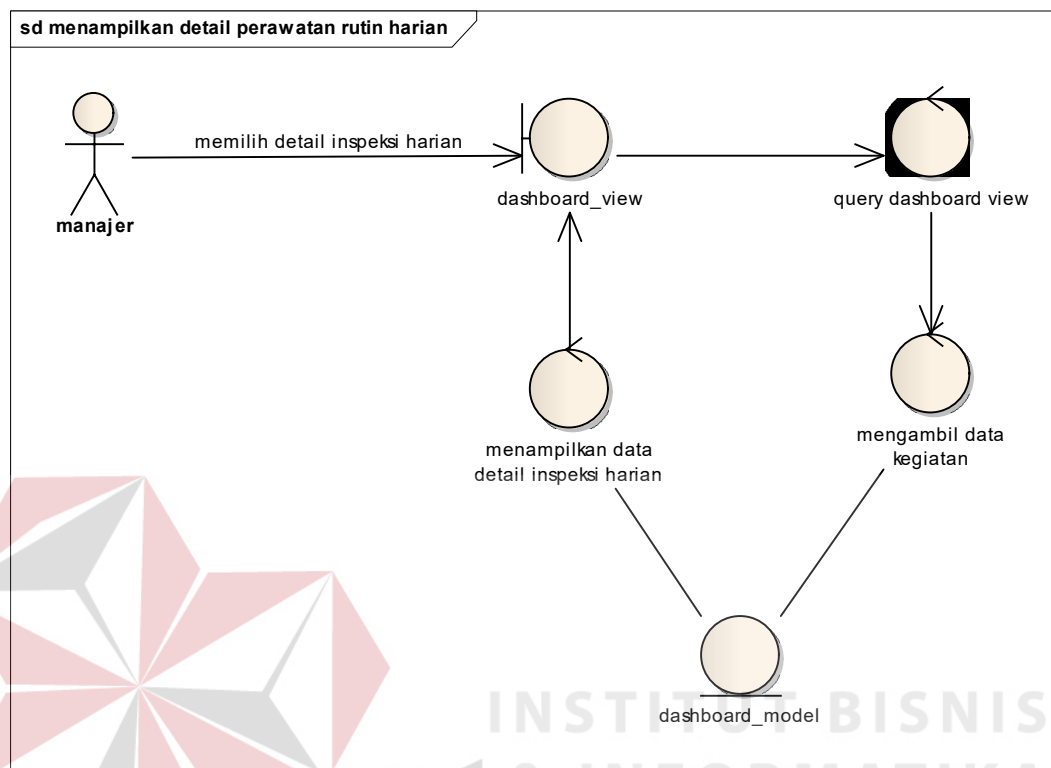 sd menampilkan detail perawatan rutin harian
memilih detail inspeksi harian
manajer
dashboard_view
query dashboard view
menampilkan data
detail inspeksi harian
mengambil data
kegiatan
dashboard_model
INSTITUT BISNIS
& INFORMATIKA